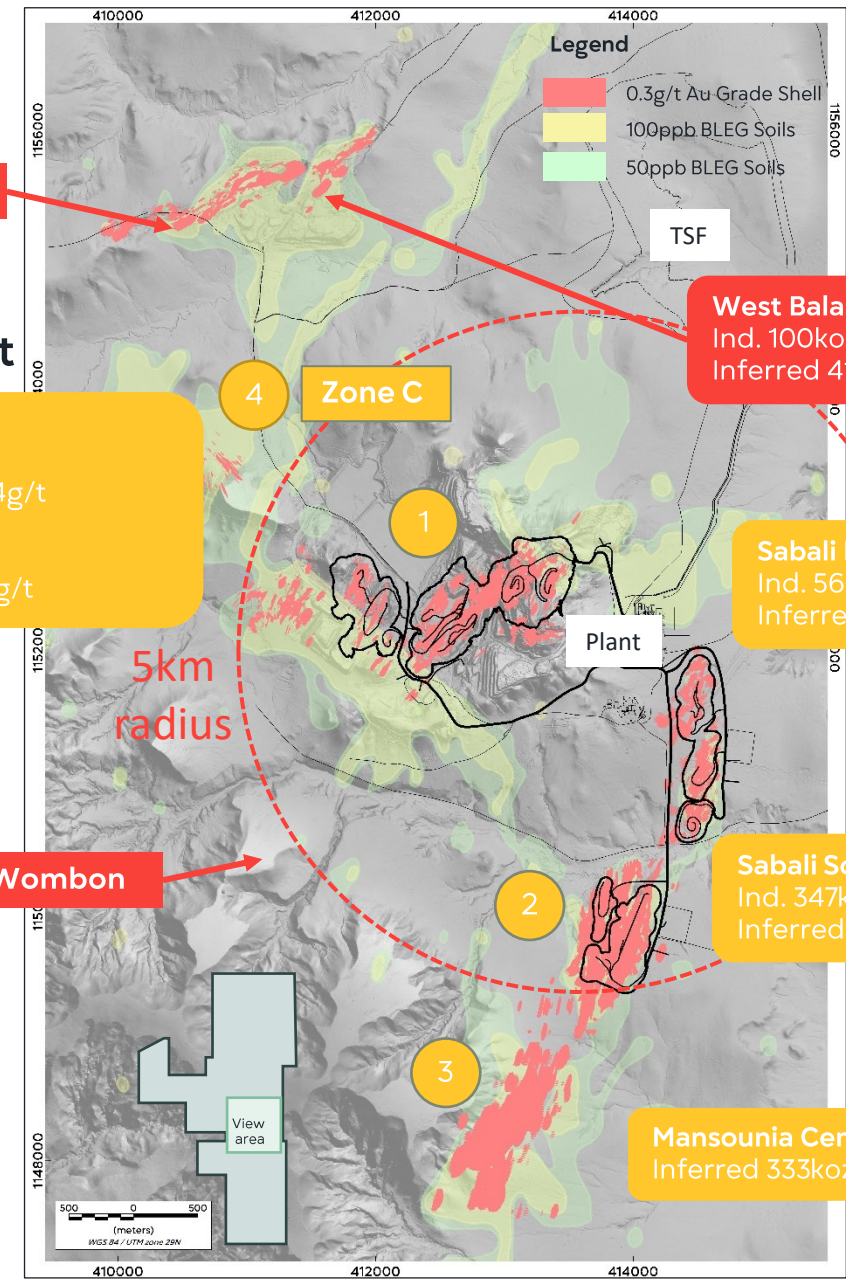 410000
412000
414000
Legend
0.3g/t Au Grade Shell
100ppb BLEG Soils
50ppb BLEG Soils
1156000
1156000
TSF
West Bala
Ind. 100ko
Inferred 4
t
4000
4
Zone C
1
4g/t
g/t
Sabali
Ind. 56
Inferre
Plant
115200
5km
radius
Wombon
2
Sabali So
Ind. 347k
Inferred
3
View
area
Mansounia Cen
Inferred 333koz
1148000
500
0
500
(meters)
WGS 84 / UTM zone 29N
410000
412000
414000